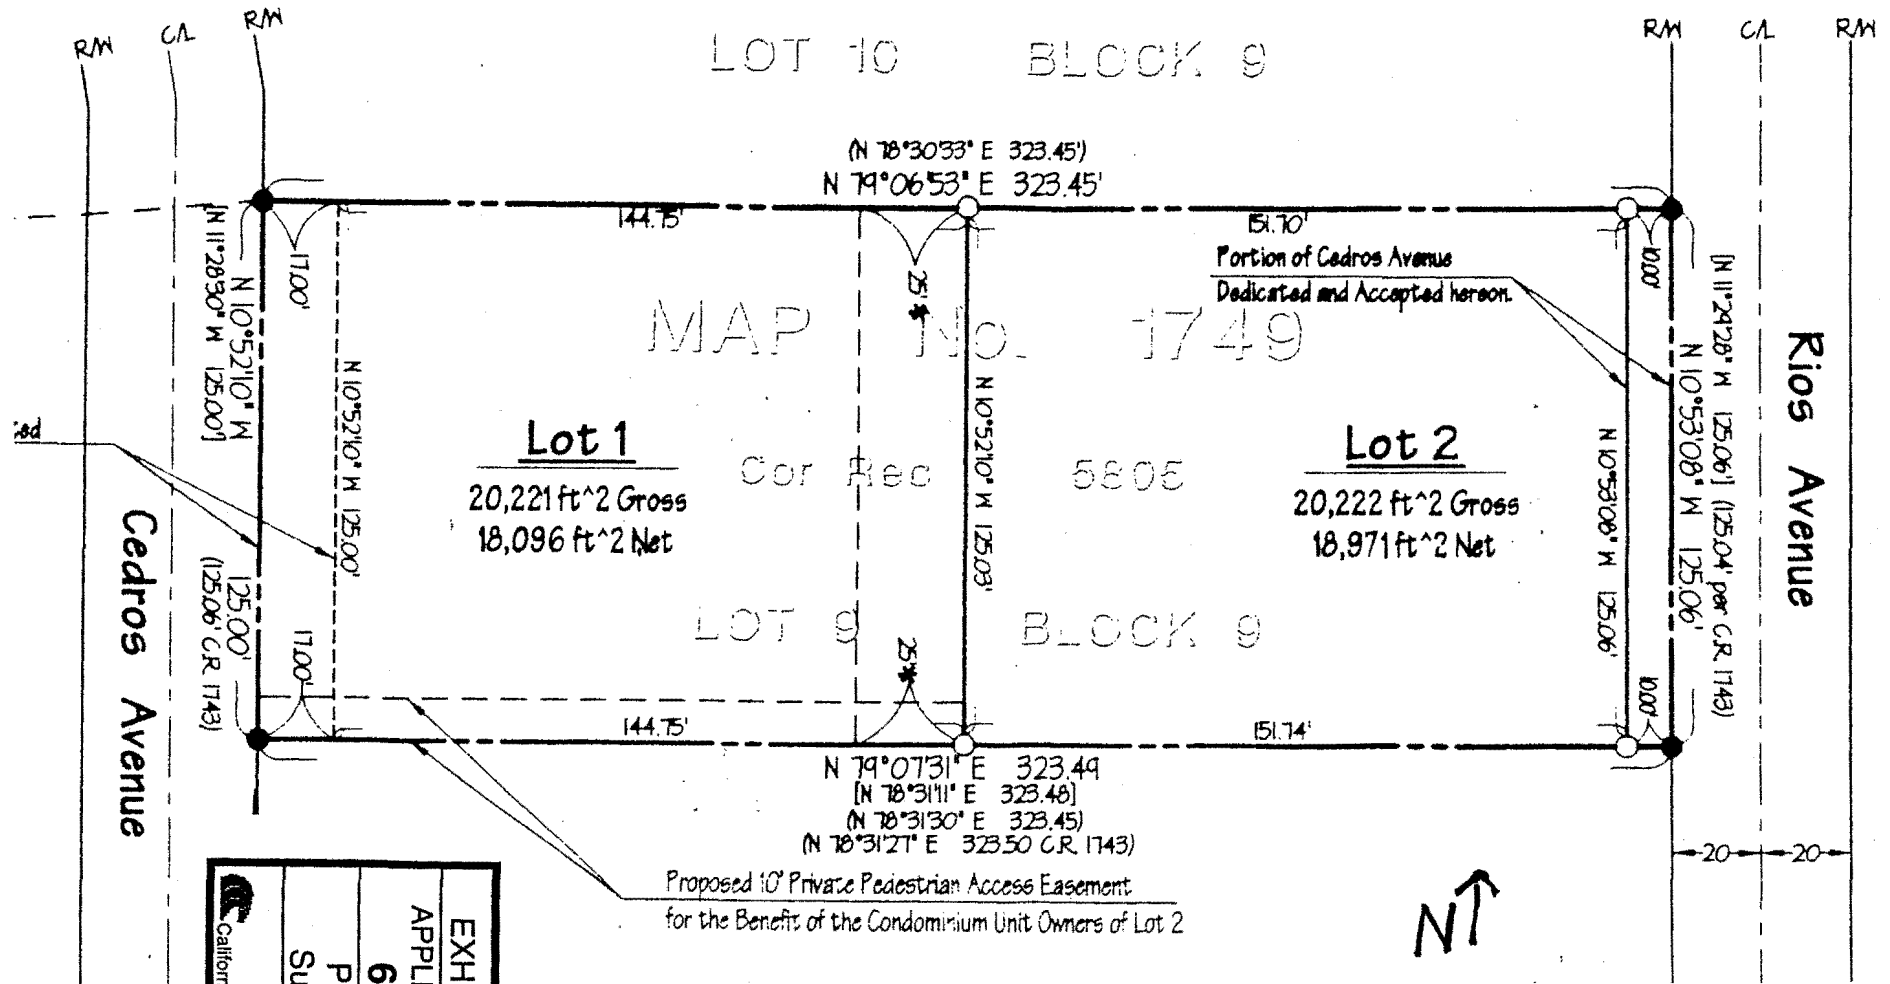 R/W
C/L
R/W
R/W
C/L
R/W
LOT 10 BLOCK 9
(N 78°30'33" E 323.45')
N 79°06'53" E 323.45'
144.75'
151.70'
17.00'
25'*
10.00'
Portion of Cedros Avenue
Dedicated and Accepted hereon.
[N 11°28'30" W 125.00']
N 10°52'10" W
125.00'
(125.06' C.R. 1743)
N 10°52'10" W 125.00'
MAP No. 1749
N 10°52'10" W 125.03'
N 10°53'08" W 125.06'
N 10°53'08" W 125.06'
[N 11°29'28" W 125.06'] (125.04' per C.R. 1743)
Rios Avenue
Cedros Avenue
Lot 1
20,221 ft^2 Gross
18,096 ft^2 Net
Cor Rec 5805
Lot 2
20,222 ft^2 Gross
18,971 ft^2 Net
LOT 9 BLOCK 9
17.00'
25'*
10.00'
144.75'
151.74'
N 79°07'31" E 323.49
[N 78°31'11" E 323.48]
(N 78°31'30" E 323.45)
(N 78°31'27" E 323.50 C.R. 1743)
Proposed 10' Private Pedestrian Access Easement
for the Benefit of the Condominium Unit Owners of Lot 2
20
20
N
EXH
APPLI
6
P
Su
Californ